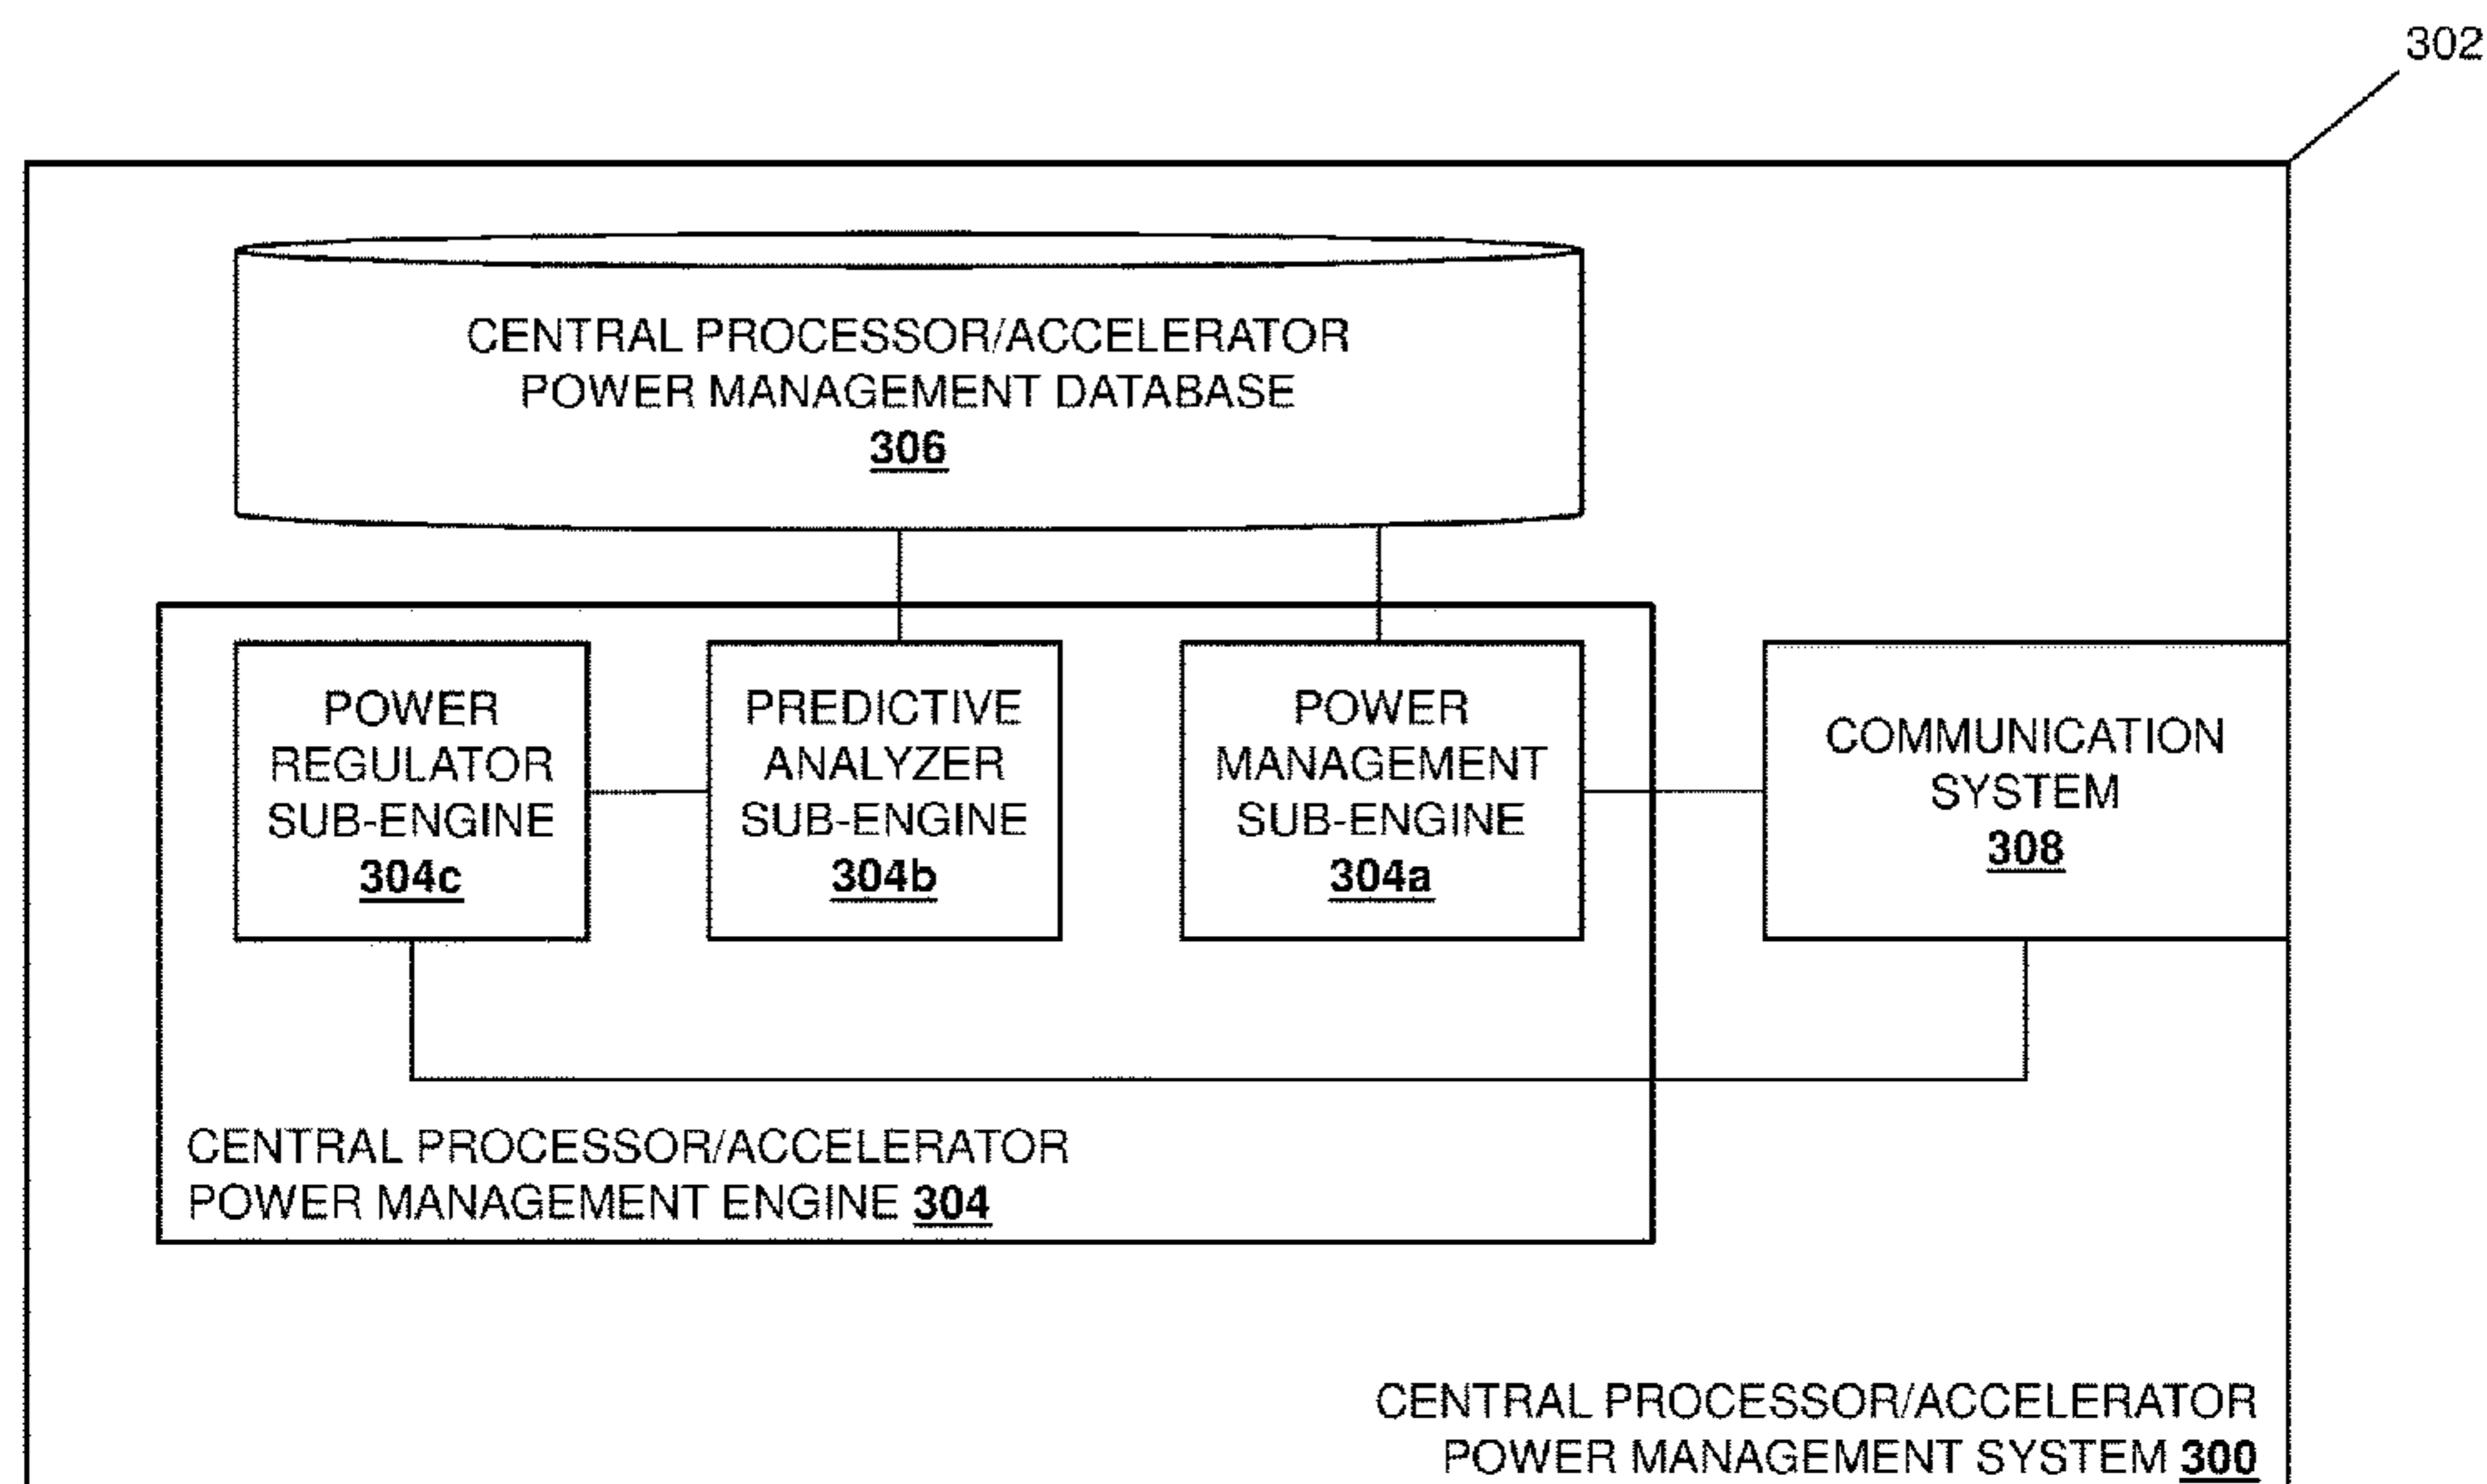 302
CENTRAL PROCESSOR/ACCELERATOR
POWER MANAGEMENT DATABASE
306
POWER
REGULATOR
SUB-ENGINE
304c
PREDICTIVE
ANALYZER
SUB-ENGINE
304b
POWER
MANAGEMENT
SUB-ENGINE
304a
COMMUNICATION
SYSTEM
308
CENTRAL PROCESSOR/ACCELERATOR
POWER MANAGEMENT ENGINE 304
CENTRAL PROCESSOR/ACCELERATOR
POWER MANAGEMENT SYSTEM 300